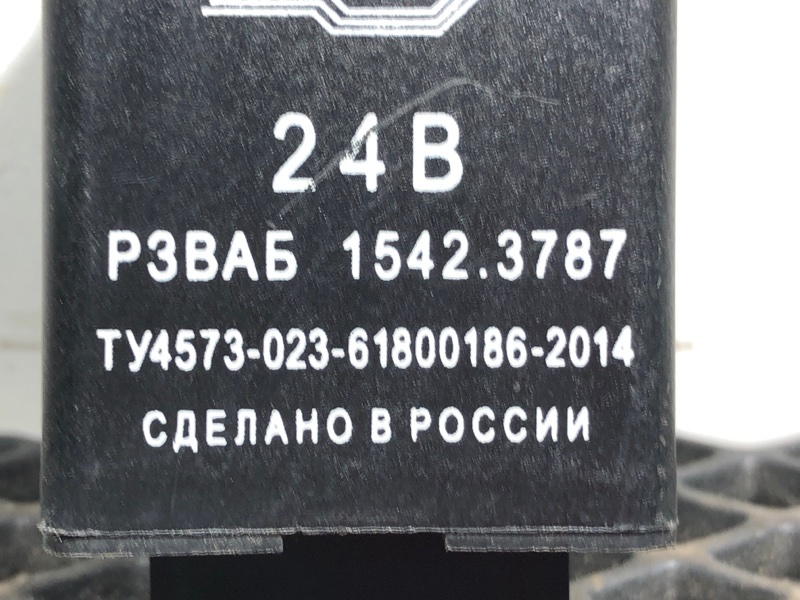 24В
РЗВАБ 1542.3787
ТУ4573-023-61800186-2014
СДЕЛАНО В РОССИИ